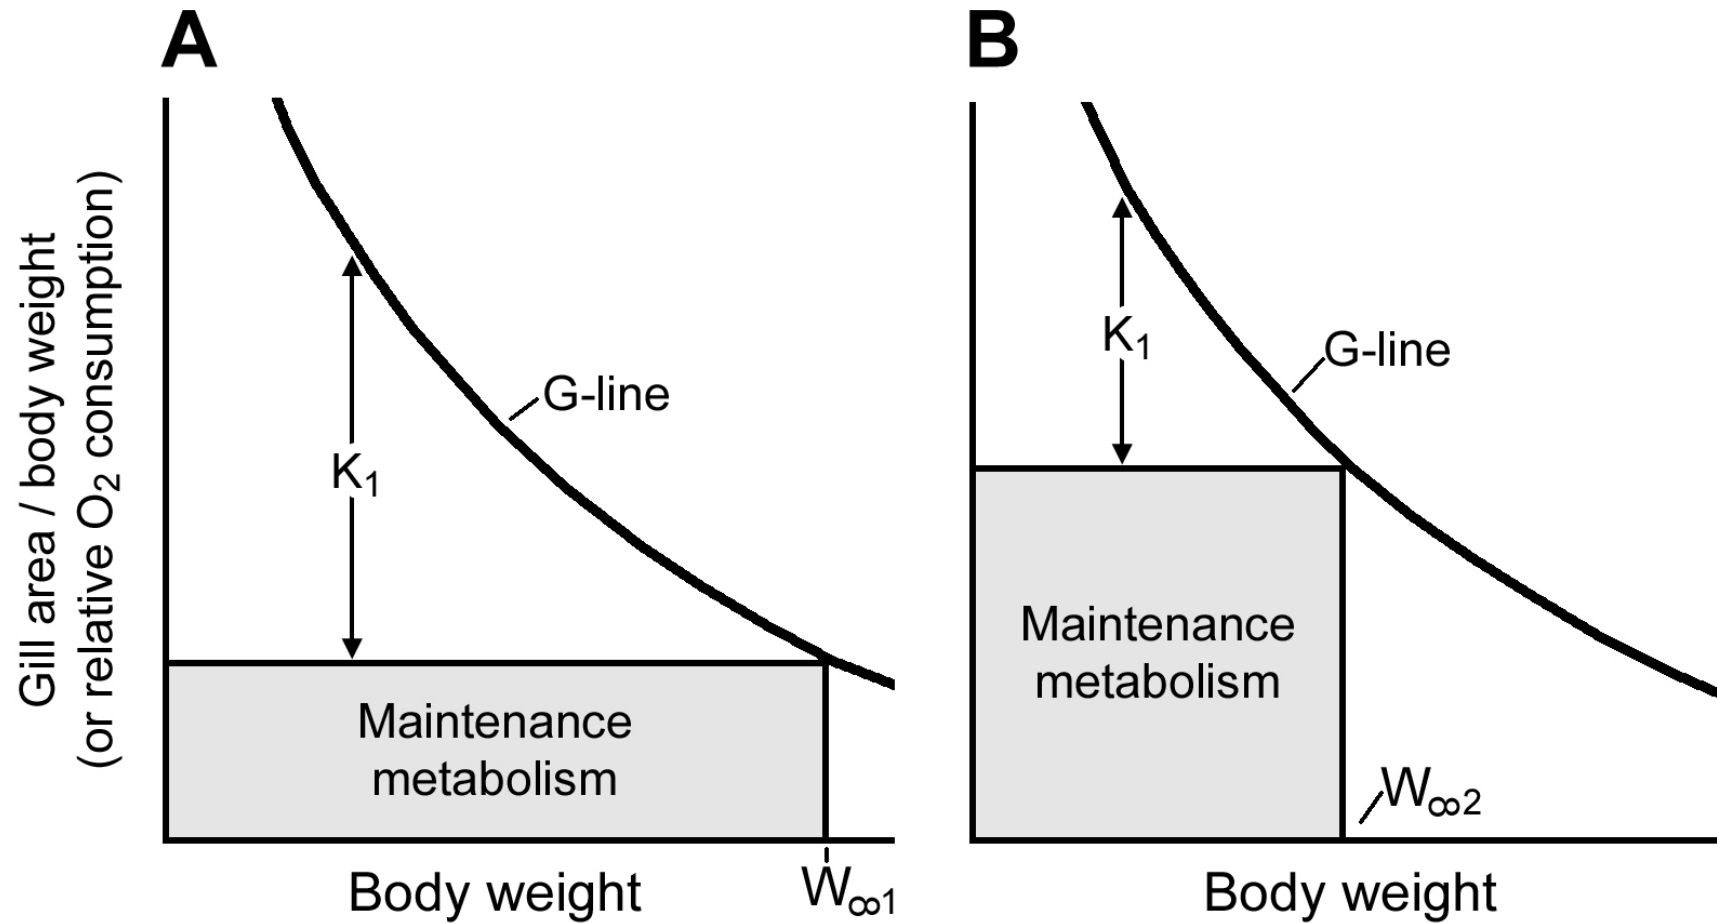 A
B
Gill area / body weight
(or relative O₂ consumption)
K₁
G-line
Maintenance
metabolism
W∞1
Body weight
K₁
G-line
Maintenance
metabolism
W∞2
Body weight